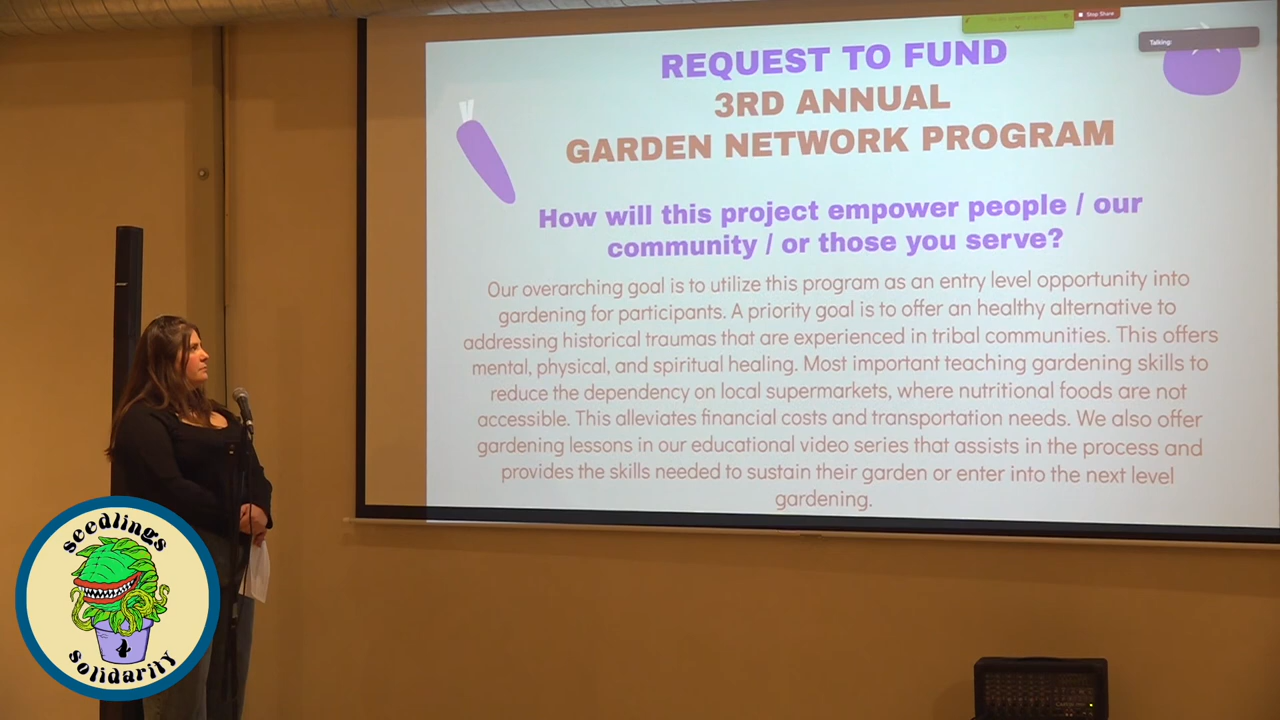 Stop Share
Talking:
REQUEST TO FUND
3RD ANNUAL
GARDEN NETWORK PROGRAM
How will this project empower people / our
community / or those you serve?
Our overarching goal is to utilize this program as an entry level opportunity into
gardening for participants. A priority goal is to offer an healthy alternative to
addressing historical traumas that are experienced in tribal communities. This offers
mental, physical, and spiritual healing. Most important teaching gardening skills to
reduce the dependency on local supermarkets, where nutritional foods are not
accessible. This alleviates financial costs and transportation needs. We also offer
gardening lessons in our educational video series that assists in the process and
provides the skills needed to sustain their garden or enter into the next level
gardening.
seedlings
4
solidarity